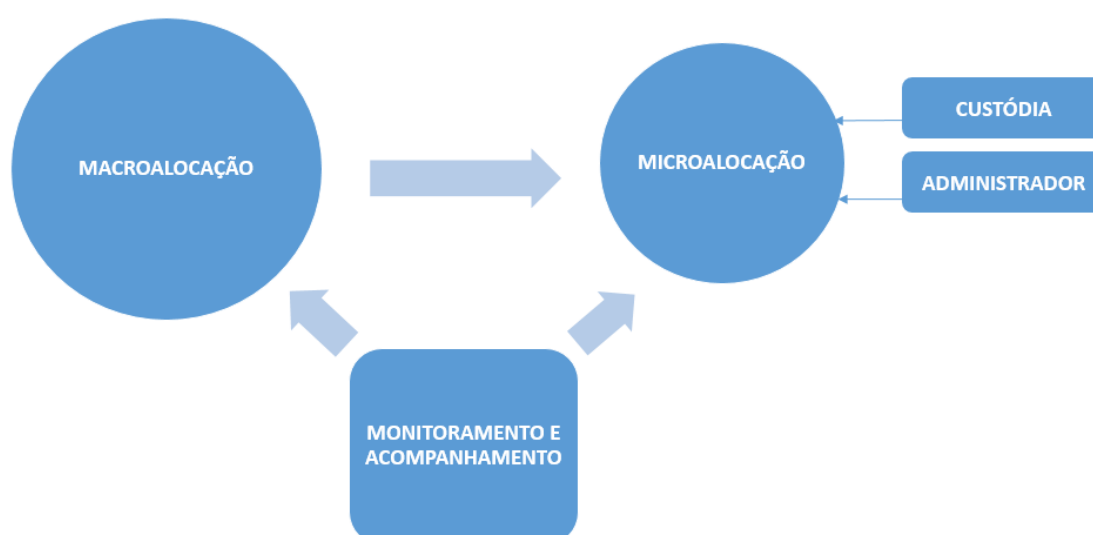 MACROALOCAÇÃO
MICROALOCAÇÃO
CUSTÓDIA
ADMINISTRADOR
MONITORAMENTO E
ACOMPANHAMENTO